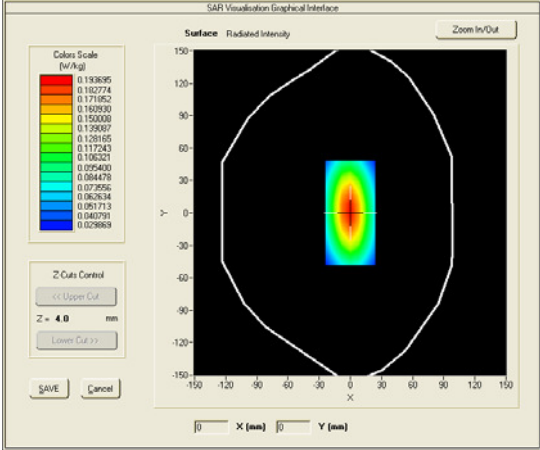 SAR Visualisation Graphical Interface
Surface Radiated Intensity
Zoom In/Out
Colors Scale
(W/kg)
0.193695
0.182774
0.171852
0.160930
0.150008
0.139087
0.128165
0.117243
0.106321
0.095400
0.084478
0.073556
0.062634
0.051713
0.040791
0.029869
Z-Cuts Control
<< Upper Cut
Z = 4.0 mm
Lower Cut >>
SAVE Cancel
150-
120-
90-
60-
30-
0-
-30-
-60-
-90-
-120-
-150-
Y
-150 -120 -90 -60 -30 0 30 60 90 120 150
X
0 X (mm) 0 Y (mm)